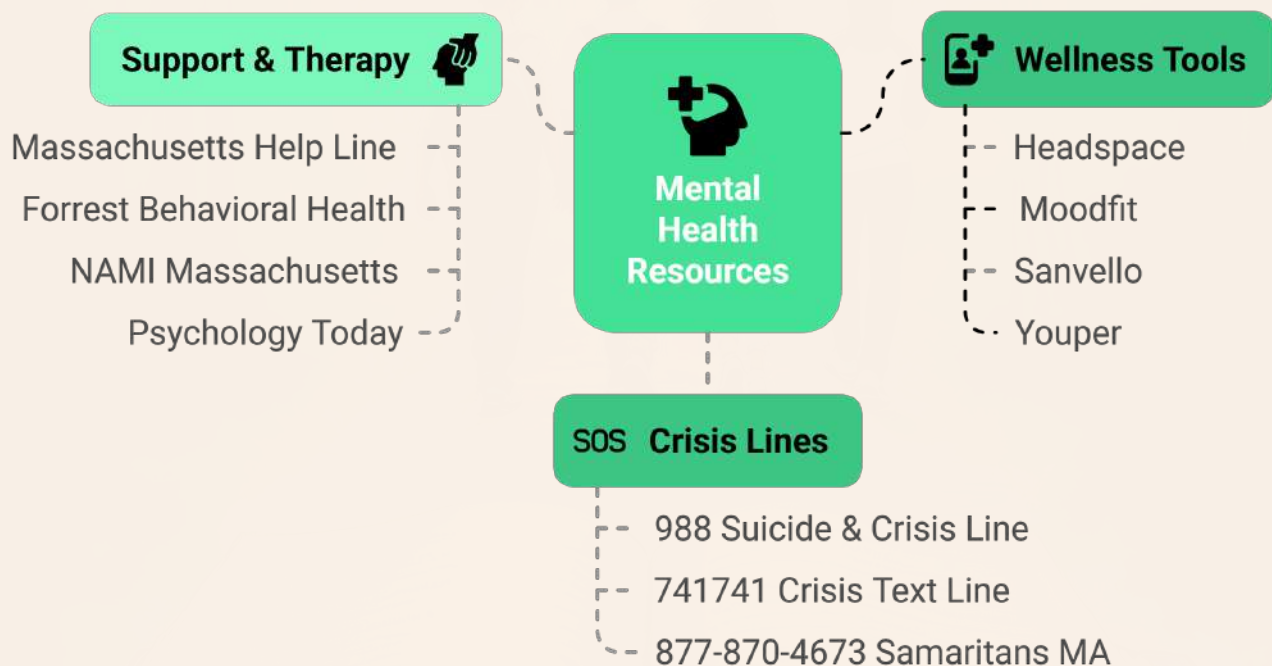 Support & Therapy
Massachusetts Help Line
Forrest Behavioral Health
NAMI Massachusetts
Psychology Today
Mental
Health
Resources
Wellness Tools
Headspace
Moodfit
Sanvello
Youper
SOS Crisis Lines
988 Suicide & Crisis Line
741741 Crisis Text Line
877-870-4673 Samaritans MA